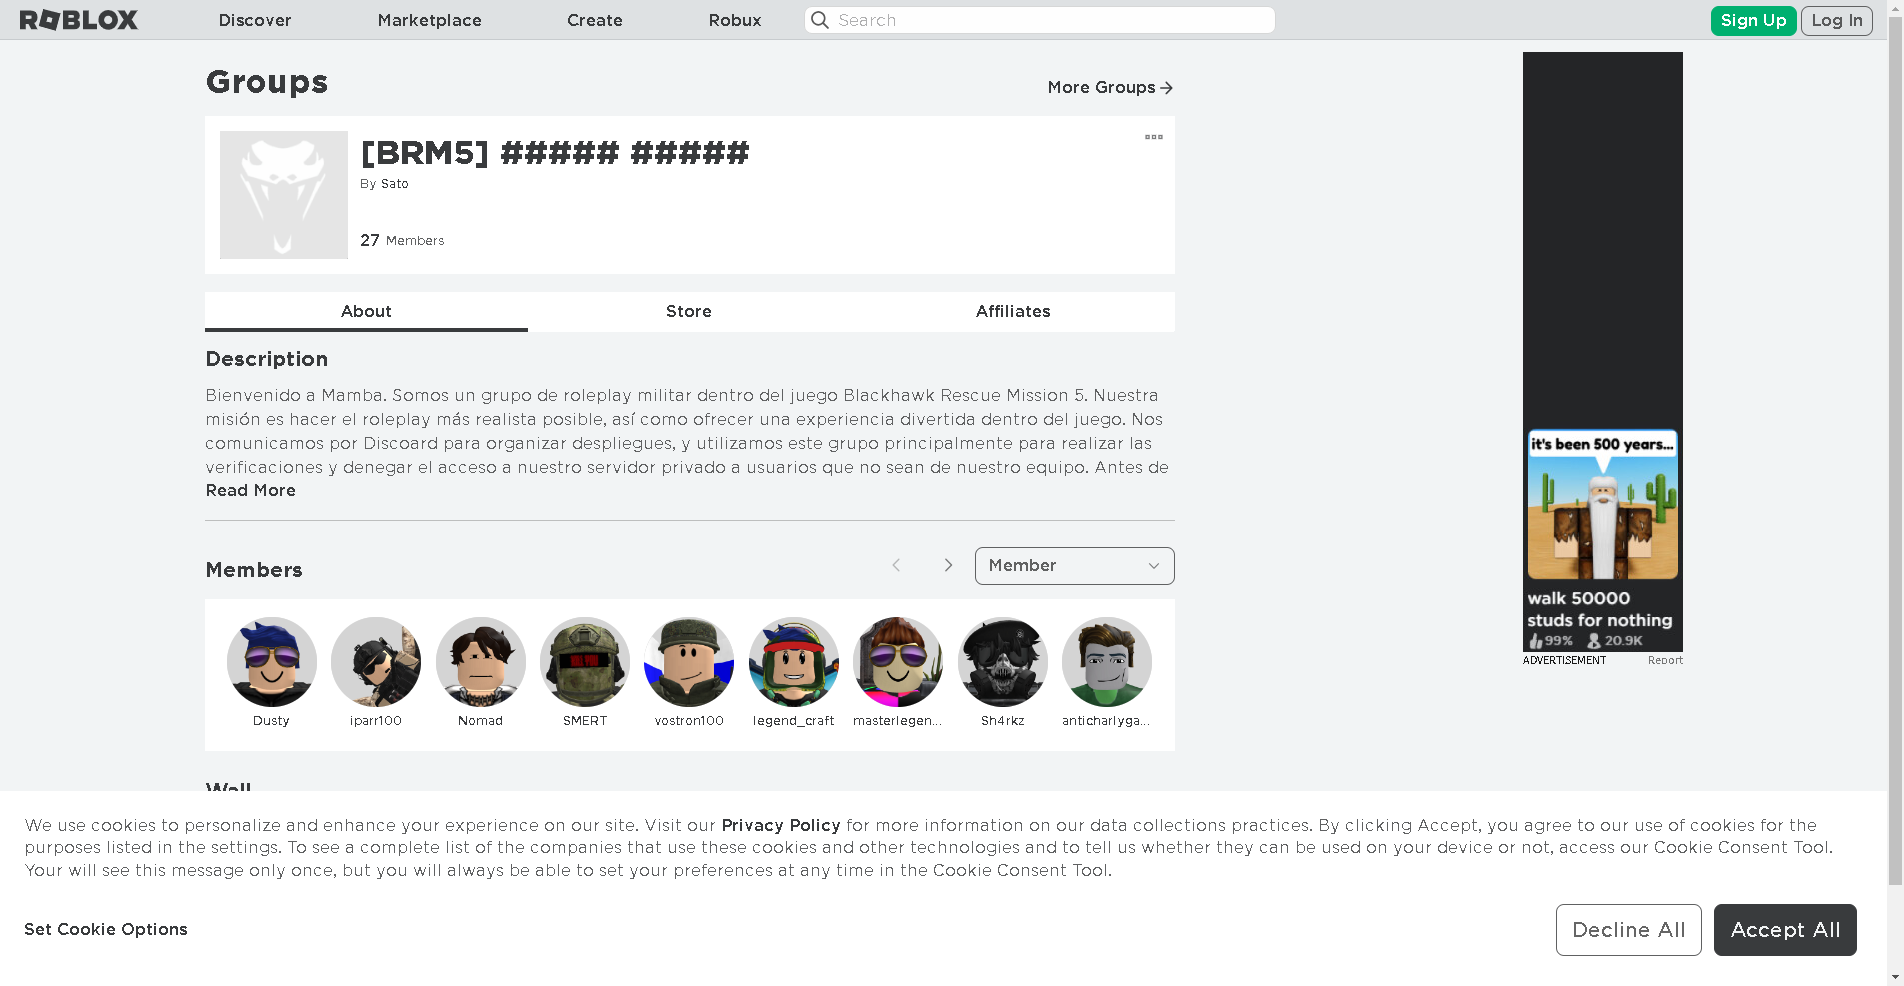 ROBLOX Discover Marketplace Create Robux Search Sign Up Log In
Groups
More Groups
[BRM5] ##### #####
By Sato
27 Members
About Store Affiliates
Description
Bienvenido a Mamba. Somos un grupo de roleplay militar dentro del juego Blackhawk Rescue Mission 5. Nuestra
misión es hacer el roleplay más realista posible, así como ofrecer una experiencia divertida dentro del juego. Nos
comunicamos por Discoard para organizar despliegues, y utilizamos este grupo principalmente para realizar las
verificaciones y denegar el acceso a nuestro servidor privado a usuarios que no sean de nuestro equipo. Antes de
Read More
Members
Member
KILL YOU
Dusty iparr100 Nomad SMERT vostron100 legend_craft masterlegen... Sh4rkz anticharlyga...
Wall
it's been 500 years...
walk 50000
studs for nothing
99% 20.9K
ADVERTISEMENT Report
We use cookies to personalize and enhance your experience on our site. Visit our Privacy Policy for more information on our data collections practices. By clicking Accept, you agree to our use of cookies for the
purposes listed in the settings. To see a complete list of the companies that use these cookies and other technologies and to tell us whether they can be used on your device or not, access our Cookie Consent Tool.
Your will see this message only once, but you will always be able to set your preferences at any time in the Cookie Consent Tool.
Set Cookie Options
Decline All
Accept All